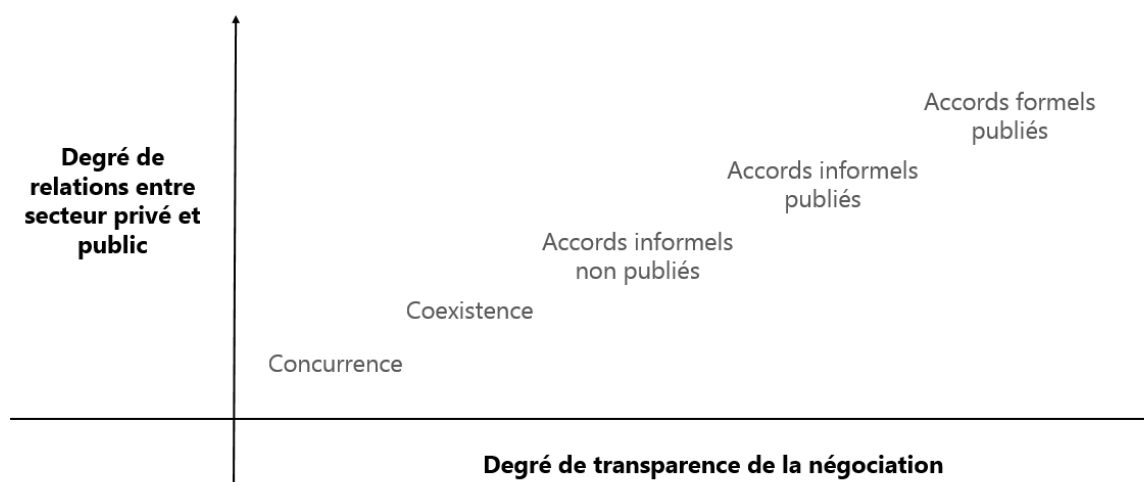 Accords formels
publiés
Degré de
relations entre
secteur privé et
public
Accords informels
publiés
Accords informels
non publiés
Coexistence
Concurrence
Degré de transparence de la négociation